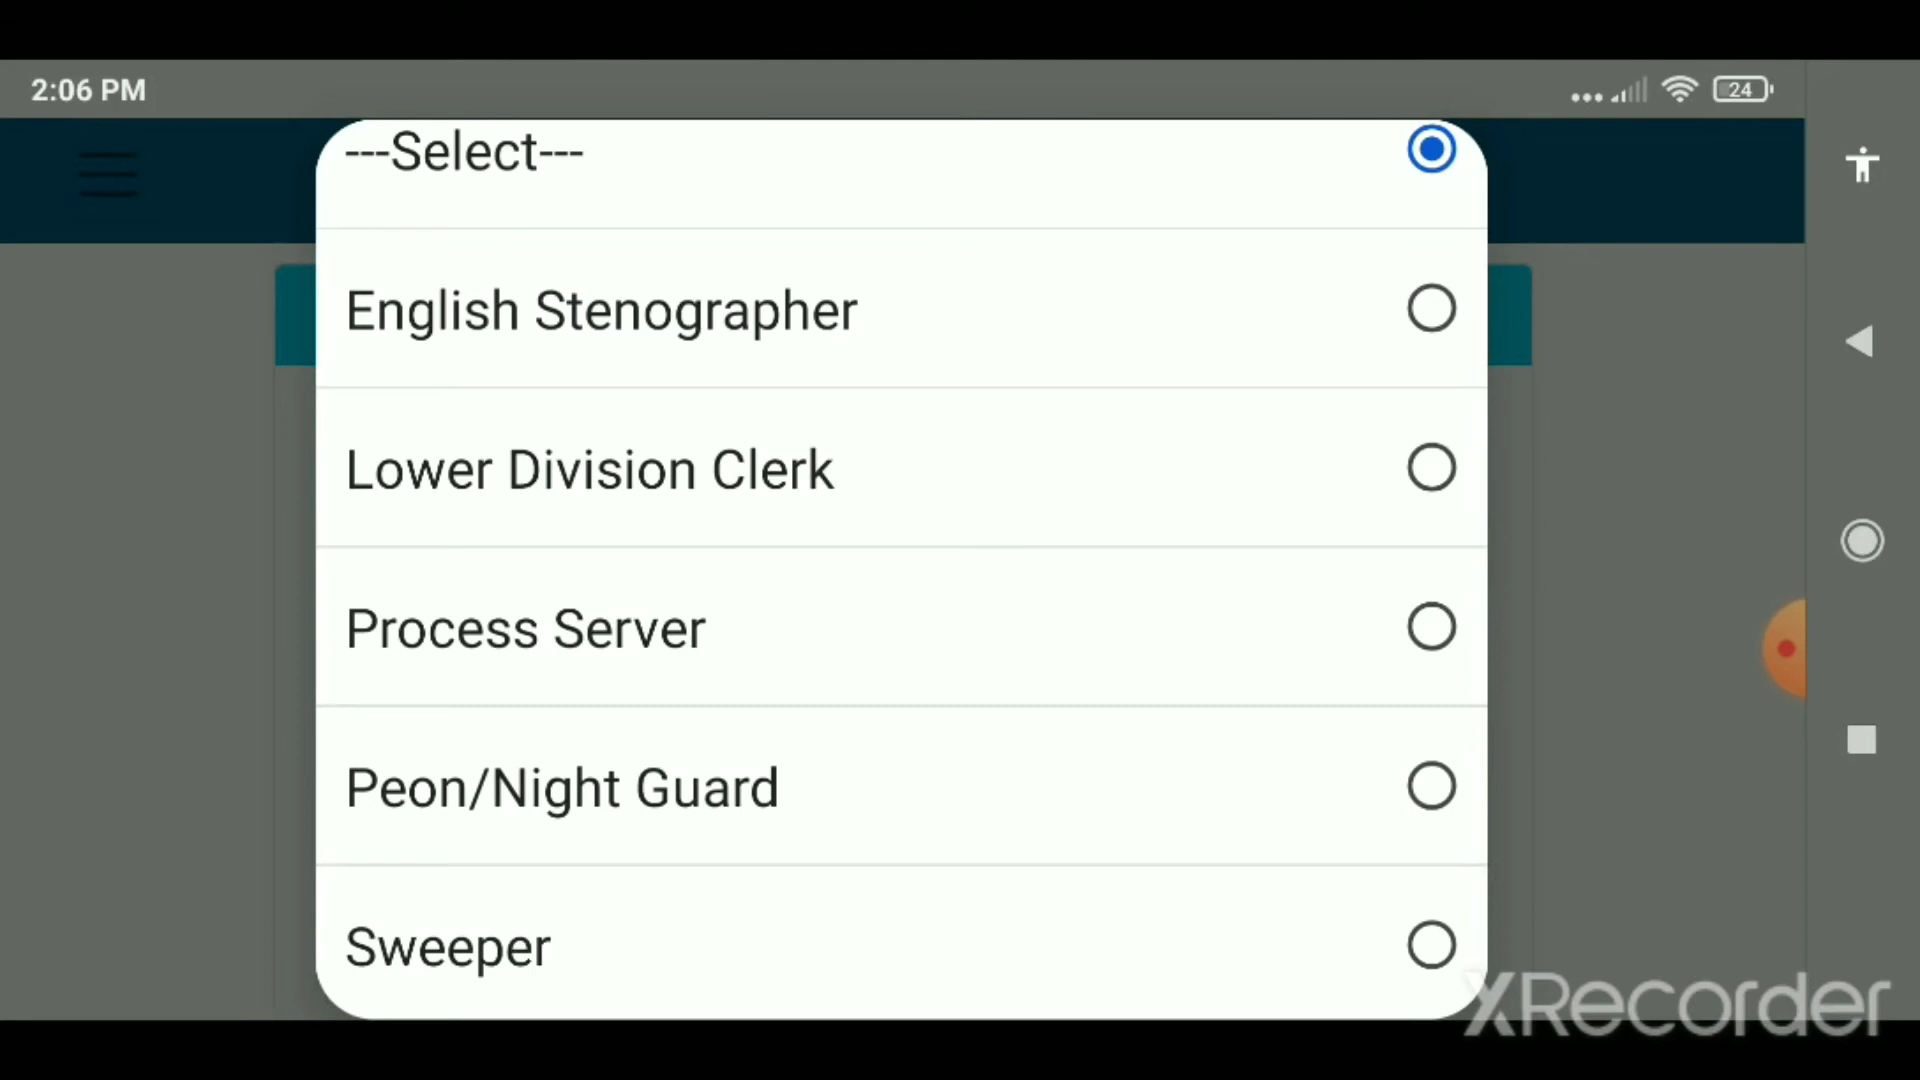 2:06 PM
24
---Select---
English Stenographer
Lower Division Clerk
Process Server
Peon/Night Guard
Sweeper
XRecorder